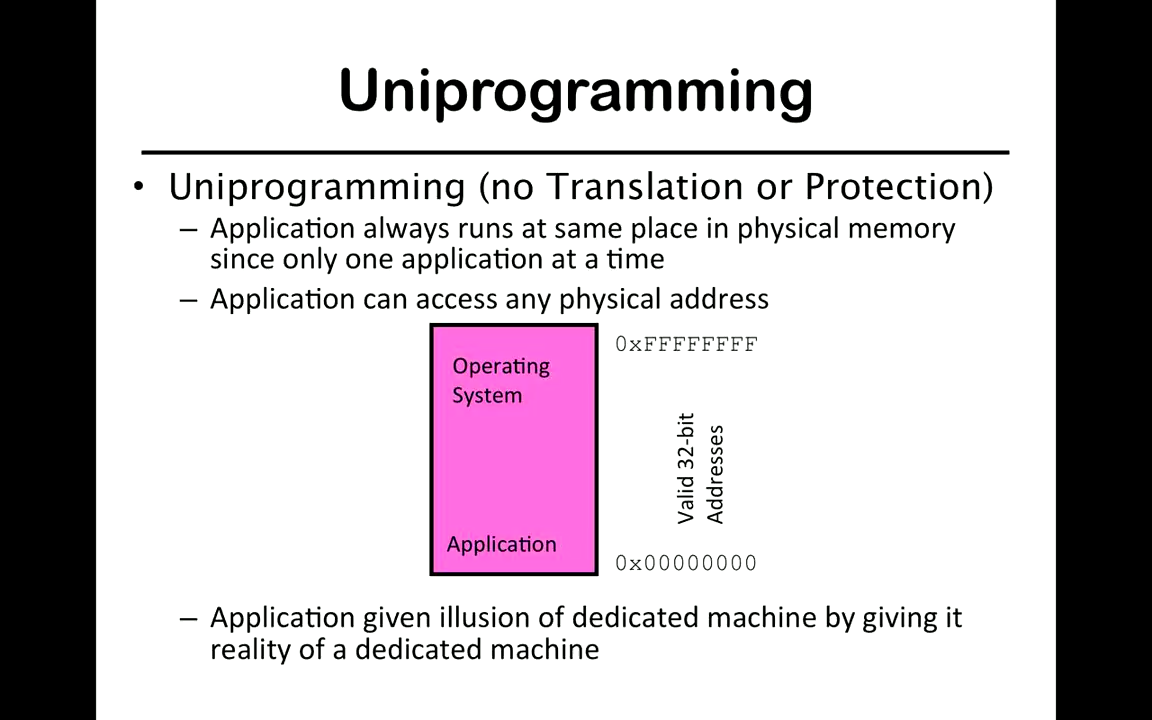 Uniprogramming
• Uniprogramming (no Translation or Protection)
– Application always runs at same place in physical memory
since only one application at a time
– Application can access any physical address
0xFFFFFFFF
Operating
System
Valid 32-bit
Addresses
Application
0x00000000
– Application given illusion of dedicated machine by giving it
reality of a dedicated machine